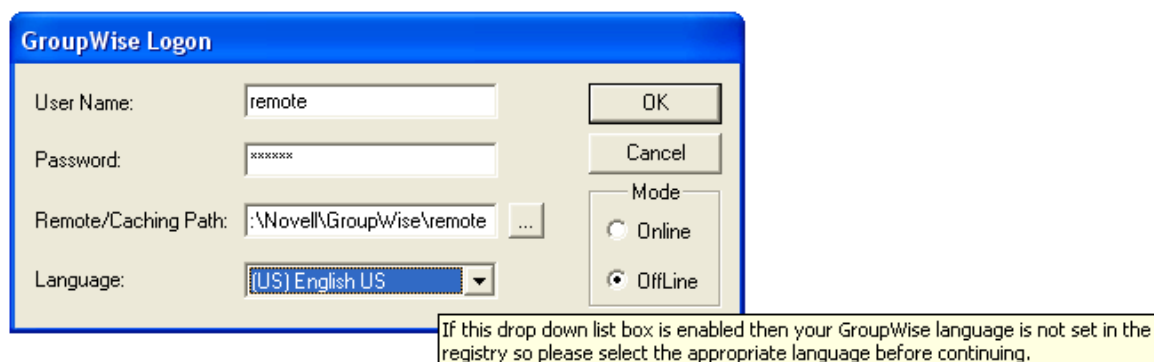 GroupWise Logon
User Name: remote OK
Password: ****** Cancel
Mode
Remote/Caching Path: :\Novell\GroupWise\remote ... Online
Language: (US) English US OffLine
If this drop down list box is enabled then your GroupWise language is not set in the
registry so please select the appropriate language before continuing.